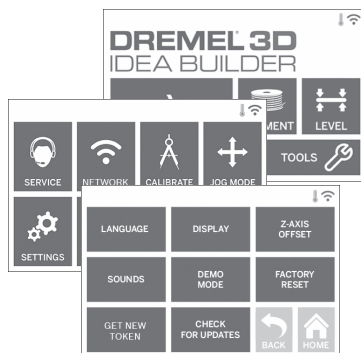 DREMEL® 3D
IDEA BUILDER
LEVEL
TOOLS
SERVICE
NETWORK
CALIBRATE
JOG MODE
SETTINGS
LANGUAGE
DISPLAY
Z-AXIS
OFFSET
SOUNDS
DEMO
MODE
FACTORY
RESET
GET NEW
TOKEN
CHECK
FOR UPDATES
BACK
HOME